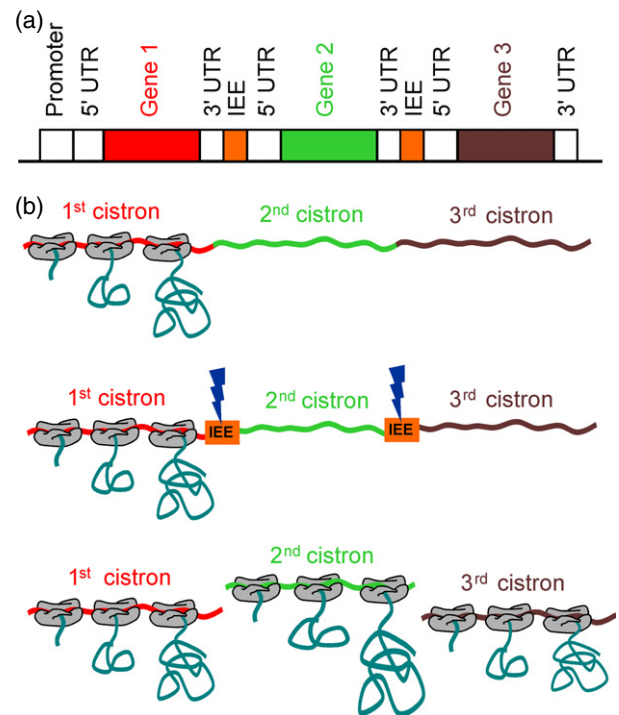 (a)
Promoter
5' UTR
Gene 1
3' UTR
IEE
5' UTR
Gene 2
3' UTR
IEE
5' UTR
Gene 3
3' UTR
(b)
1st cistron
2nd cistron
3rd cistron
1st cistron
2nd cistron
3rd cistron
IEE
IEE
1st cistron
2nd cistron
3rd cistron